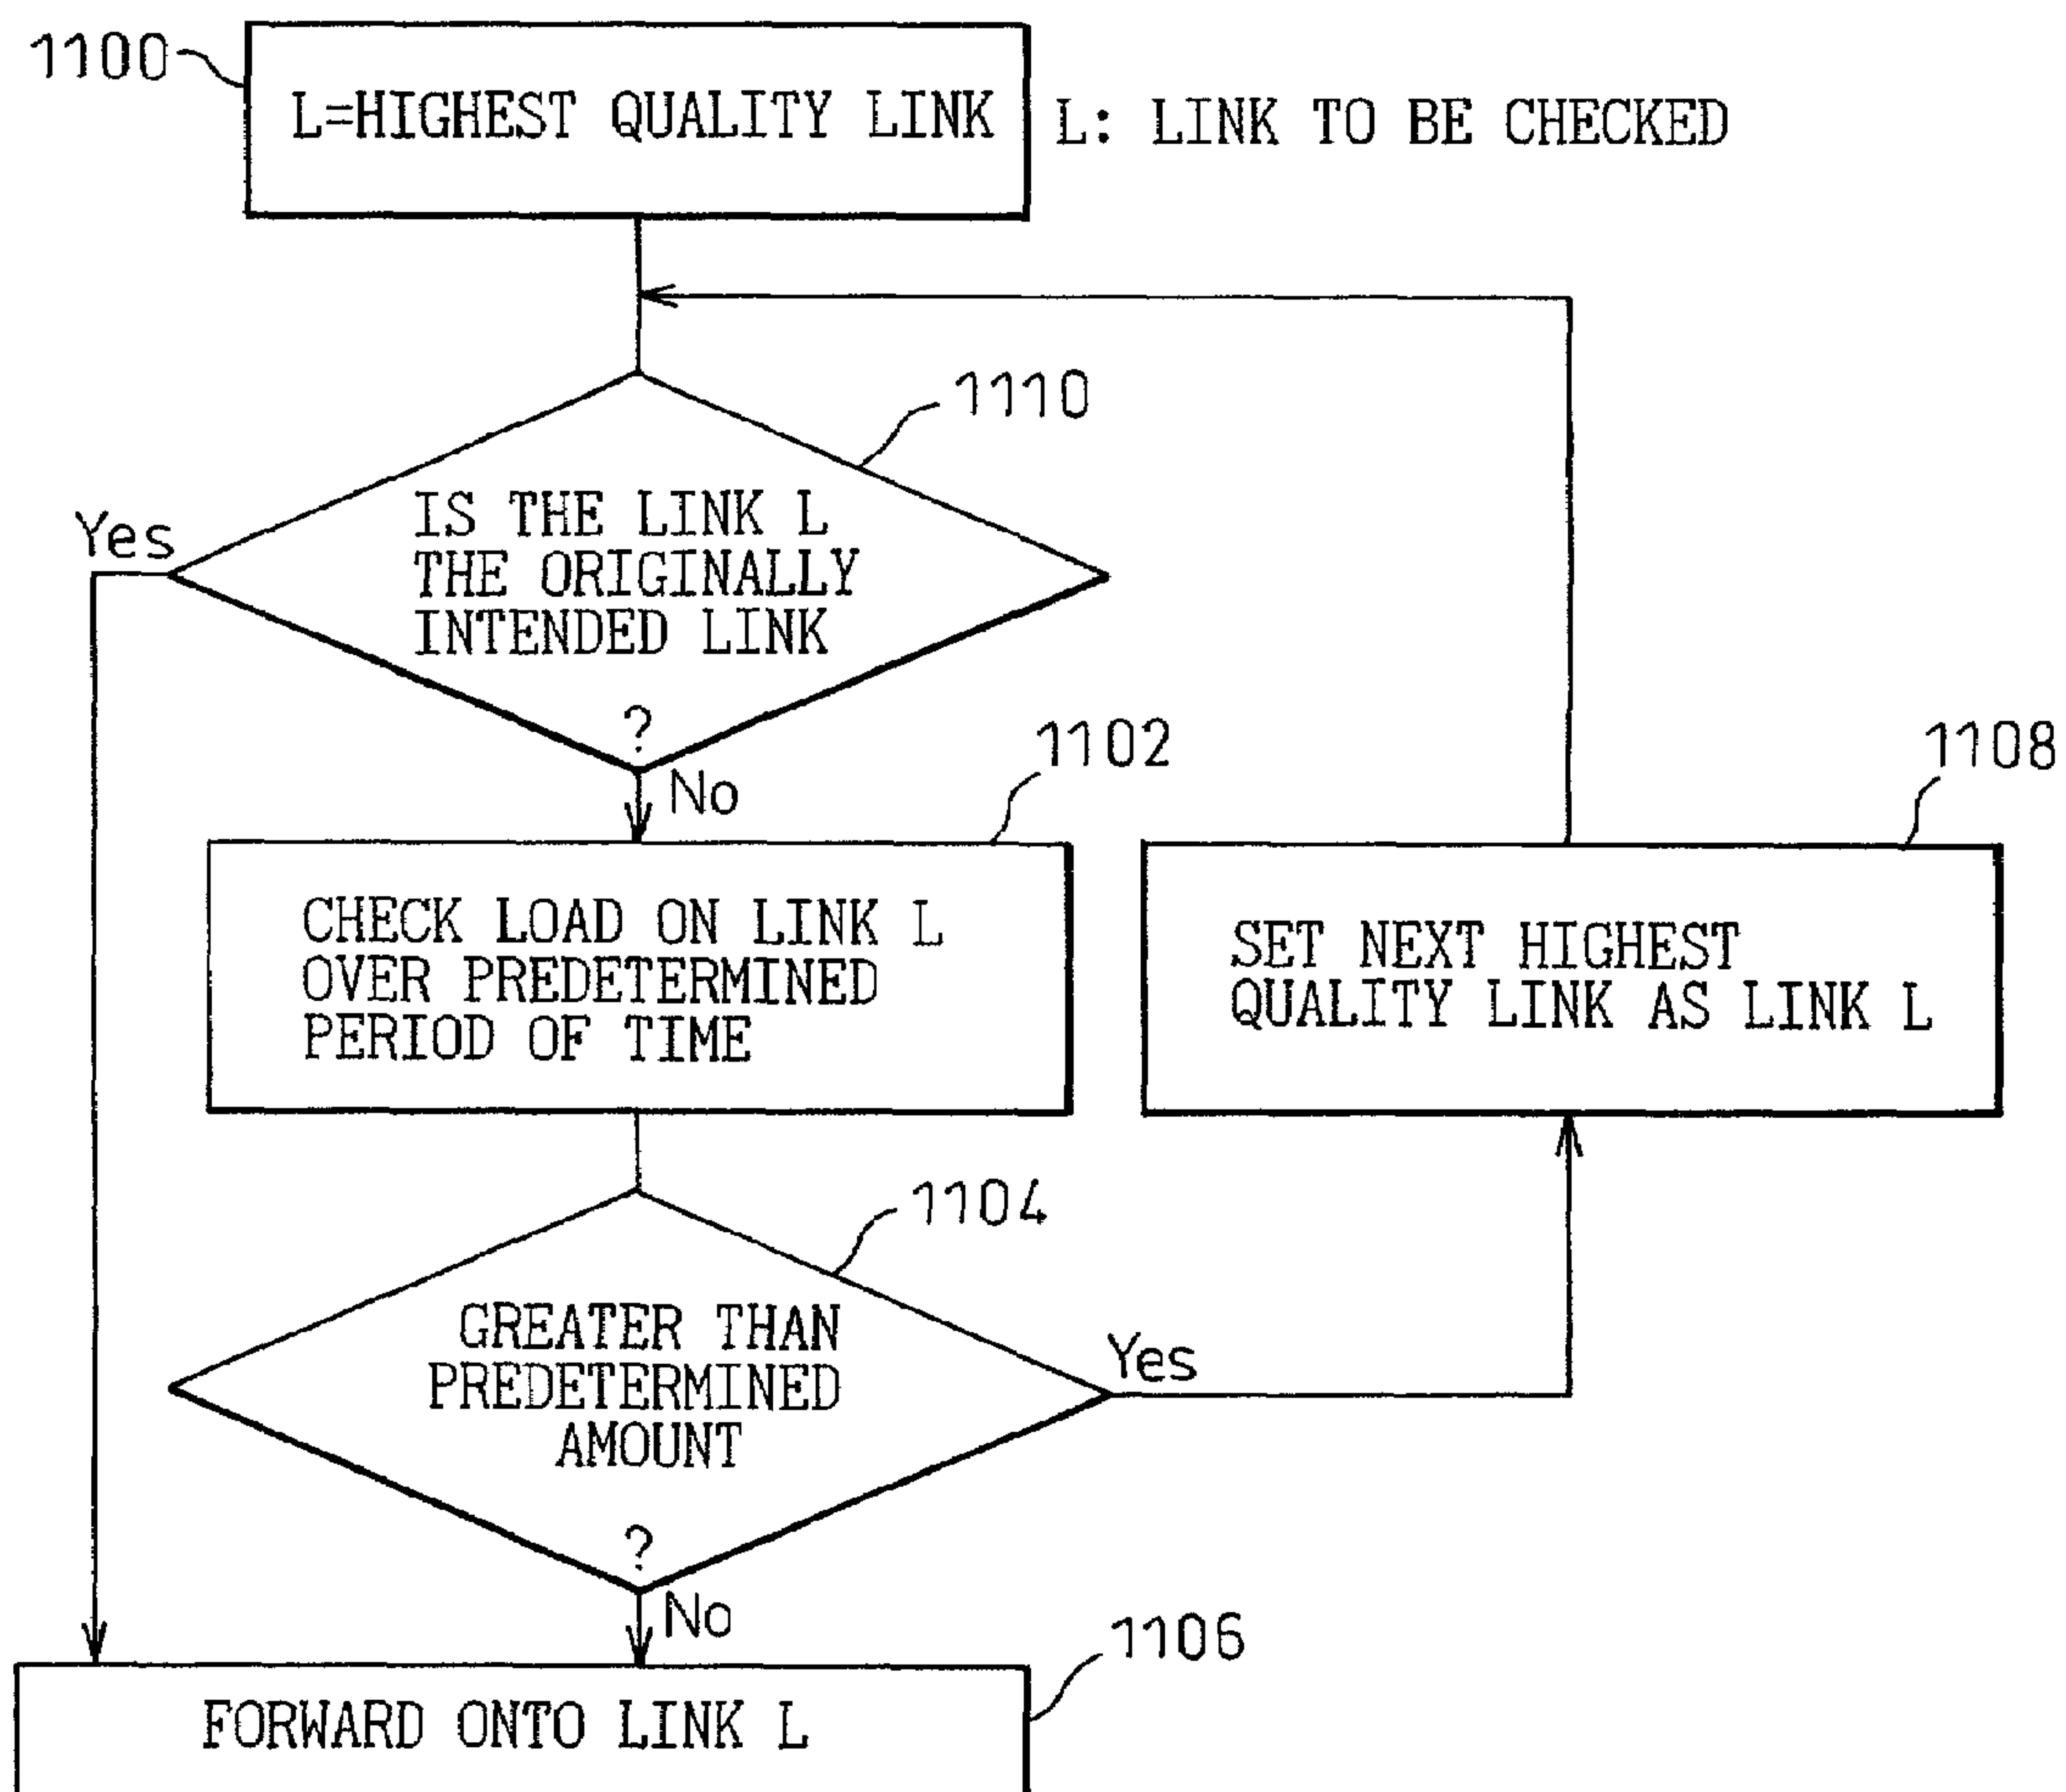 1100
L=HIGHEST QUALITY LINK
L: LINK TO BE CHECKED
1110
IS THE LINK L
THE ORIGINALLY
INTENDED LINK
?
Yes
No
1102
CHECK LOAD ON LINK L
OVER PREDETERMINED
PERIOD OF TIME
1108
SET NEXT HIGHEST
QUALITY LINK AS LINK L
1104
GREATER THAN
PREDETERMINED
AMOUNT
?
Yes
No
1106
FORWARD ONTO LINK L